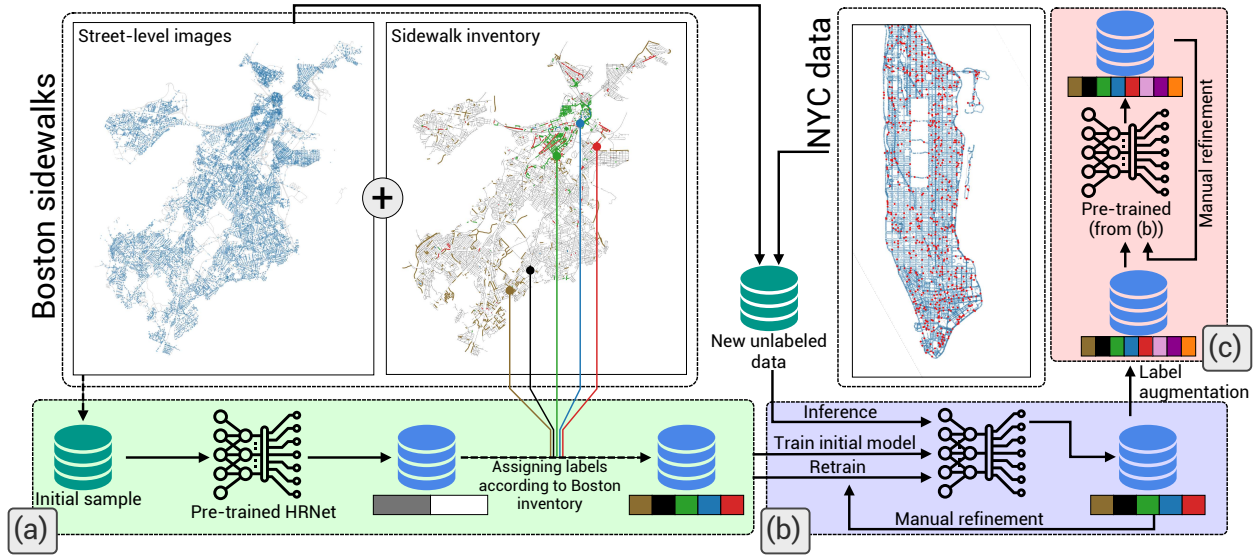 Boston sidewalks
Street-level images
Sidewalk inventory
+
NYC data
New unlabeled
data
Manual refinement
Pre-trained
(from (b))
(c)
Label
augmentation
(a)
Initial sample
Pre-trained HRNet
Assigning labels
according to Boston
inventory
(b)
Inference
Train initial model
Retrain
Manual refinement